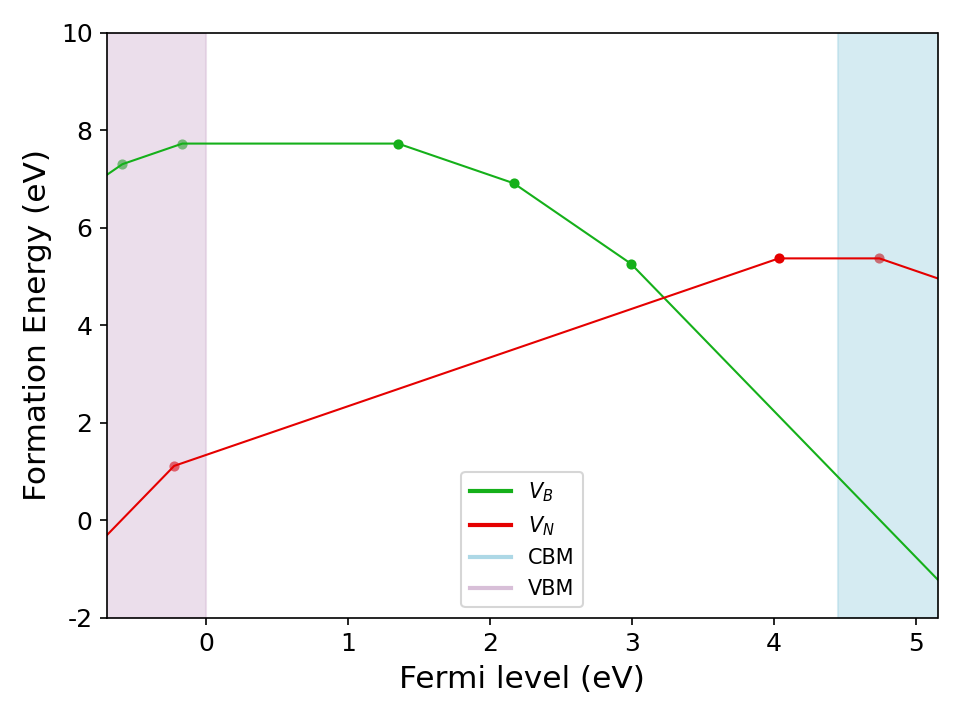 Formation Energy (eV)
10
8
6
4
2
0
-2
V_B
V_N
CBM
VBM
0 1 2 3 4 5
Fermi level (eV)